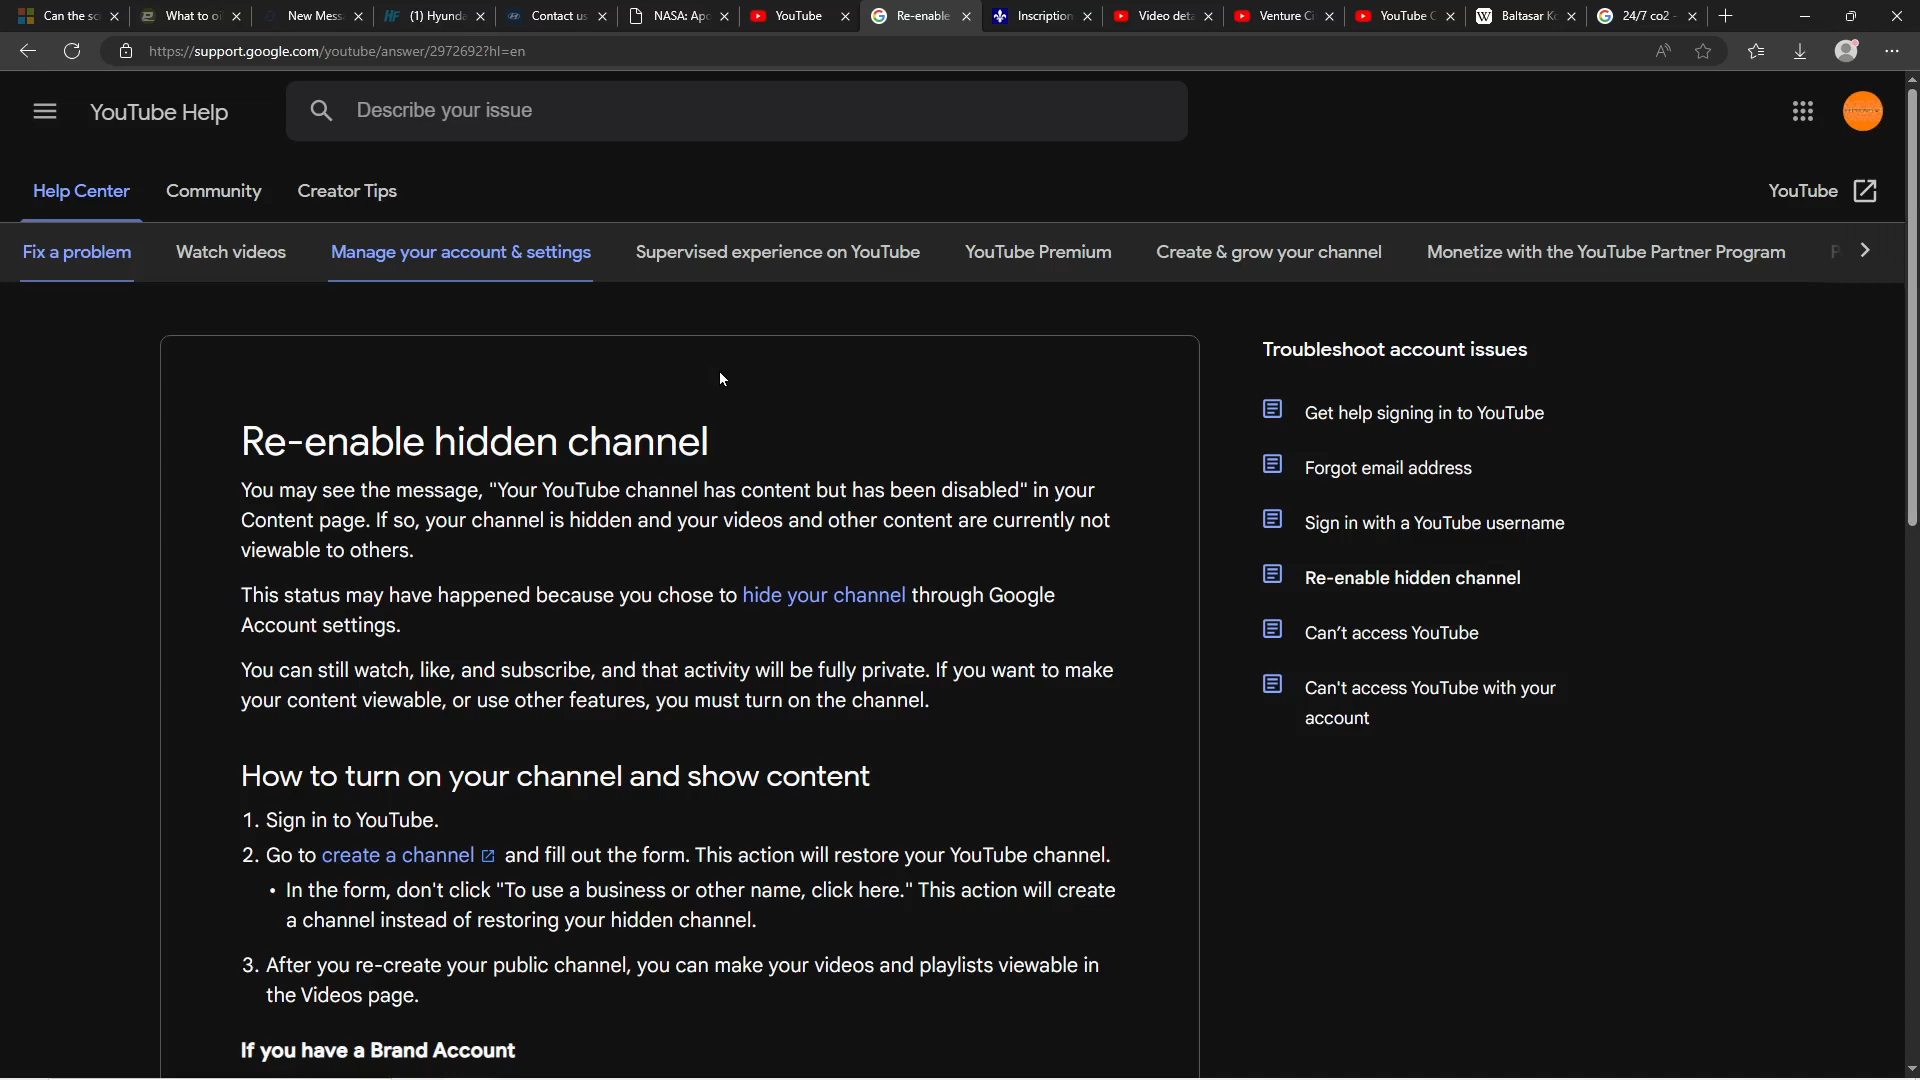 Can the sc
What to oi
New Mess
(1) Hyunda
Contact us
NASA: Apo
YouTube
Re-enable
Inscription
Video deta
Venture Ci
YouTube C
Baltasar Ko
24/7 co2 -
https://support.google.com/youtube/answer/2972692?hl=en
YouTube Help
Describe your issue
Help Center
Community
Creator Tips
YouTube
Fix a problem
Watch videos
Manage your account & settings
Supervised experience on YouTube
YouTube Premium
Create & grow your channel
Monetize with the YouTube Partner Program
Re-enable hidden channel
You may see the message, "Your YouTube channel has content but has been disabled" in your
Content page. If so, your channel is hidden and your videos and other content are currently not
viewable to others.
This status may have happened because you chose to hide your channel through Google
Account settings.
You can still watch, like, and subscribe, and that activity will be fully private. If you want to make
your content viewable, or use other features, you must turn on the channel.
How to turn on your channel and show content
1. Sign in to YouTube.
2. Go to create a channel and fill out the form. This action will restore your YouTube channel.
• In the form, don't click "To use a business or other name, click here." This action will create
a channel instead of restoring your hidden channel.
3. After you re-create your public channel, you can make your videos and playlists viewable in
the Videos page.
If you have a Brand Account
Troubleshoot account issues
Get help signing in to YouTube
Forgot email address
Sign in with a YouTube username
Re-enable hidden channel
Can't access YouTube
Can't access YouTube with your
account